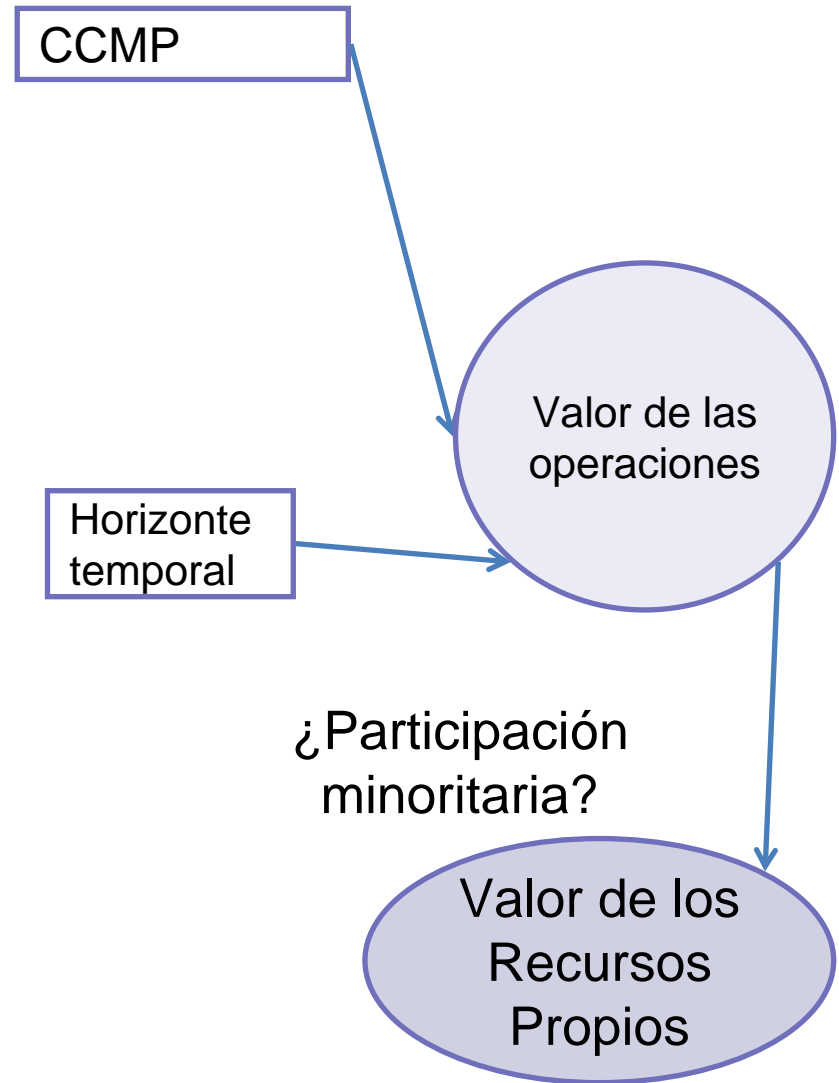 CCMP
Valor de las
operaciones
Horizonte
temporal
¿Participación
minoritaria?
Valor de los
Recursos
Propios